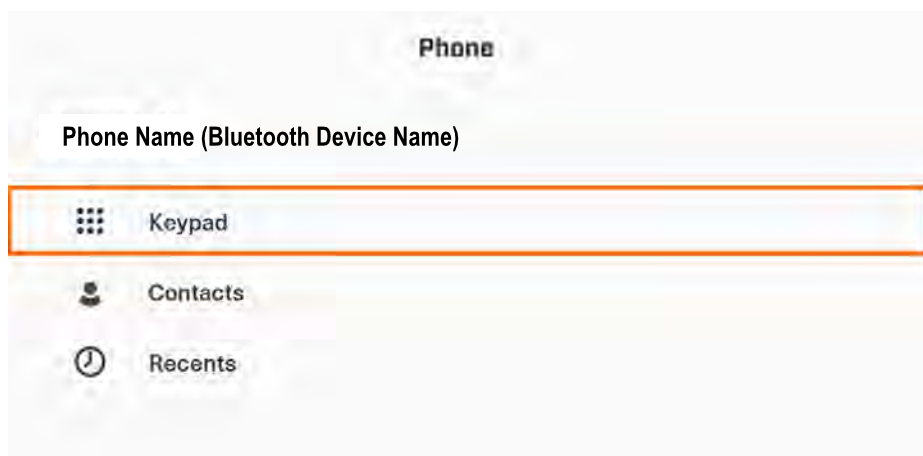 Phone
Phone Name (Bluetooth Device Name)
Keypad
Contacts
Recents